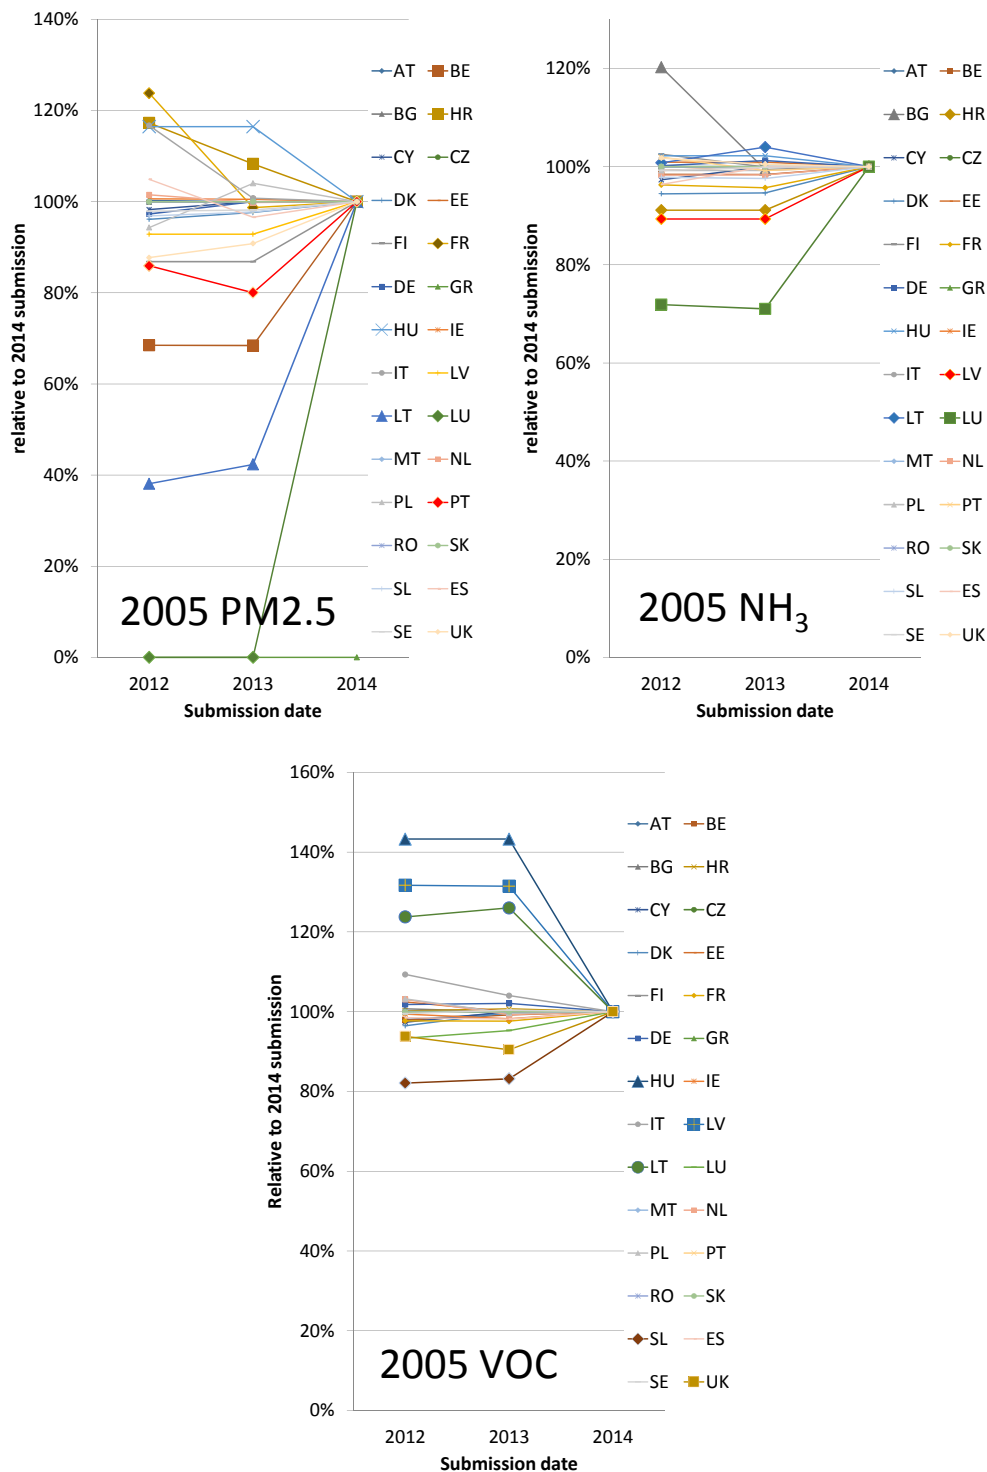 140%
120%
100%
80%
60%
40%
20%
0%
relative to 2014 submission
2012 2013 2014
Submission date
2005 PM2.5
AT BE
BG HR
CY CZ
DK EE
FI FR
DE GR
HU IE
IT LV
LT LU
MT NL
PL PT
RO SK
SL ES
SE UK
120%
100%
80%
60%
40%
20%
0%
relative to 2014 submission
2012 2013 2014
Submission date
2005 NH3
AT BE
BG HR
CY CZ
DK EE
FI FR
DE GR
HU IE
IT LV
LT LU
MT NL
PL PT
RO SK
SL ES
SE UK
160%
140%
120%
100%
80%
60%
40%
20%
0%
Relative to 2014 submission
2012 2013 2014
Submission date
2005 VOC
AT BE
BG HR
CY CZ
DK EE
FI FR
DE GR
HU IE
IT LV
LT LU
MT NL
PL PT
RO SK
SL ES
SE UK